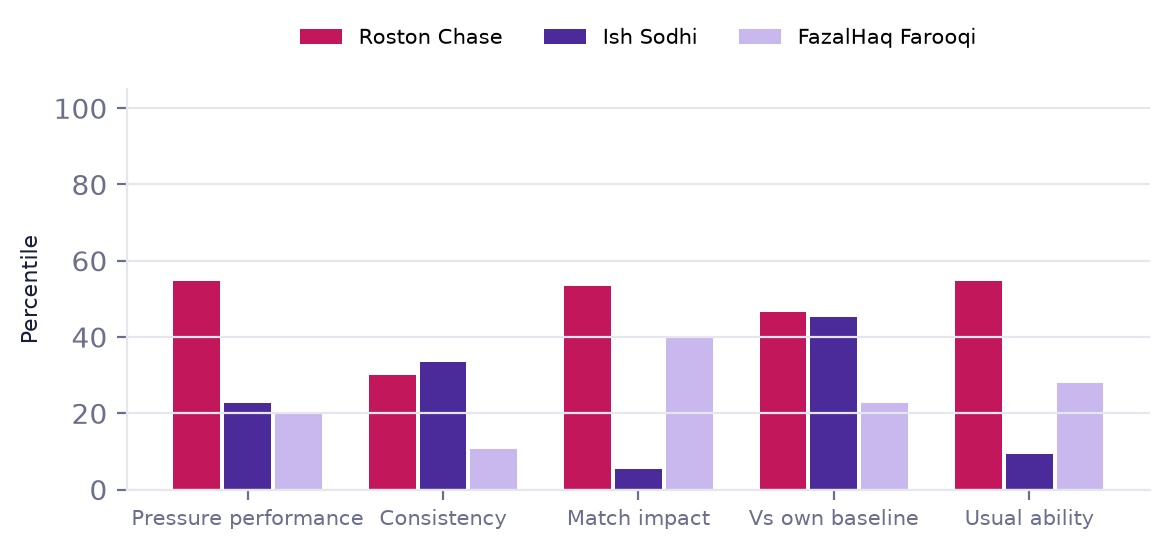 Roston Chase Ish Sodhi FazalHaq Farooqi
Percentile
100
80
60
40
20
0
Pressure performance Consistency Match impact Vs own baseline Usual ability